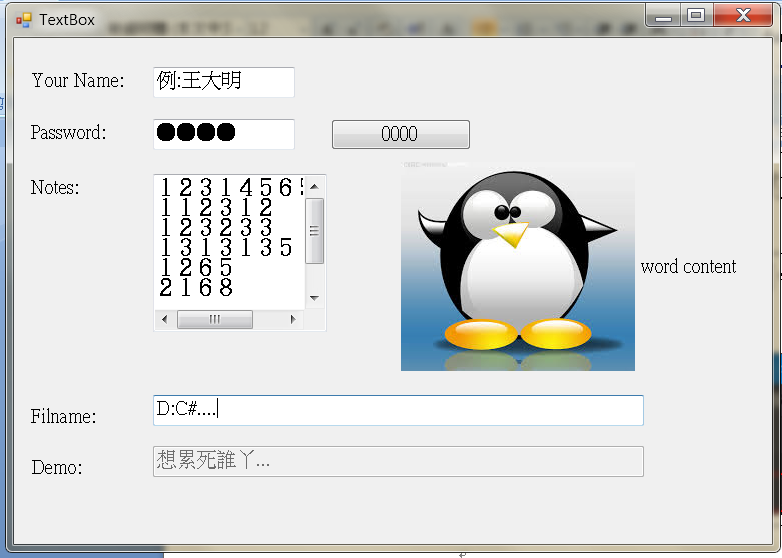 TextBox
Your Name:
例:王大明
Password:
0000
Notes:
1 2 3 1 4 5 6 5
1 1 2 3 1 2
1 2 3 2 3 3
1 3 1 3 1 3 5
1 2 6 5
2 1 6 8
word content
Filname:
D:C#....
Demo:
想累死誰丫...